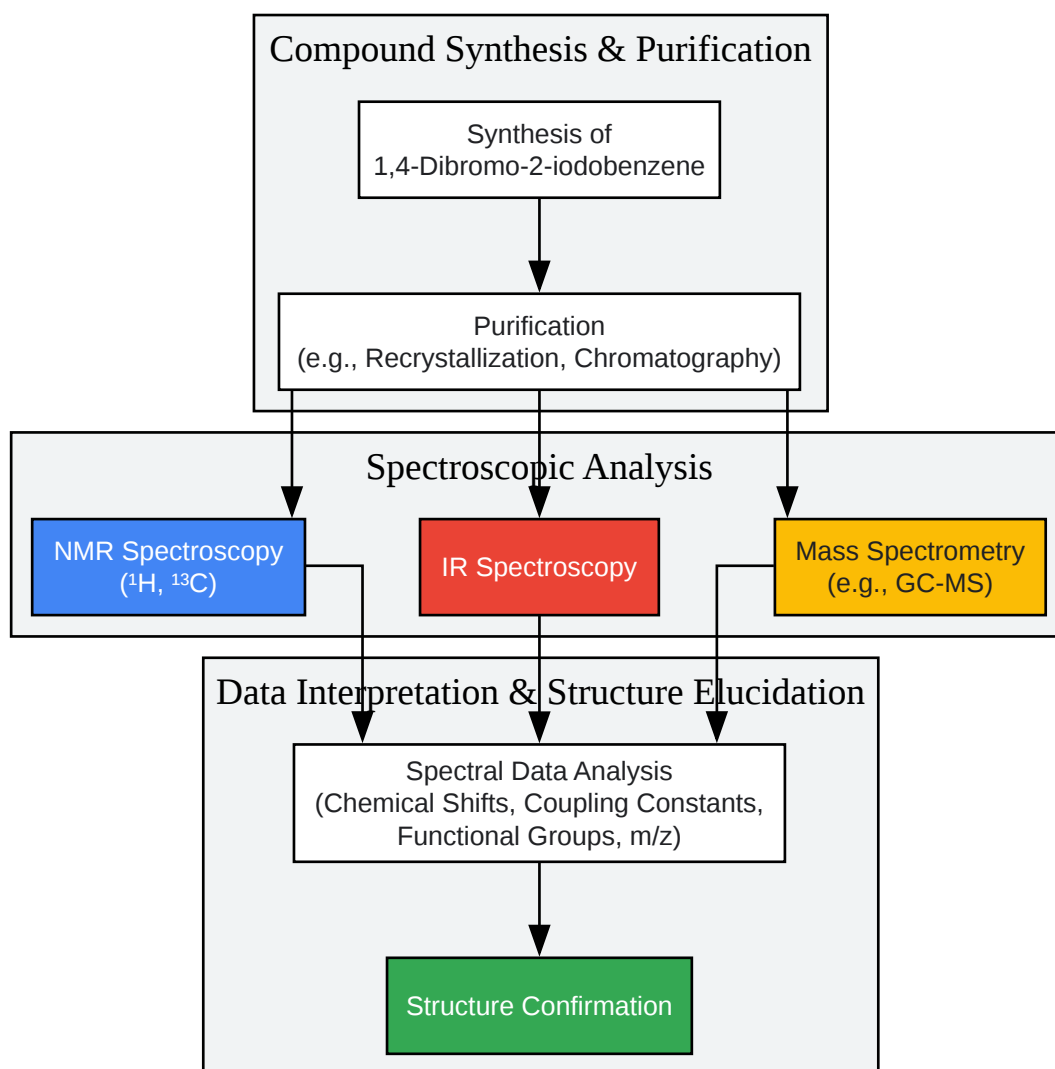 Compound Synthesis & Purification
Synthesis of
1,4-Dibromo-2-iodobenzene
Purification
(e.g., Recrystallization, Chromatography)
Spectroscopic Analysis
NMR Spectroscopy
(¹H, ¹³C)
IR Spectroscopy
Mass Spectrometry
(e.g., GC-MS)
Data Interpretation & Structure Elucidation
Spectral Data Analysis
(Chemical Shifts, Coupling Constants,
Functional Groups, m/z)
Structure Confirmation